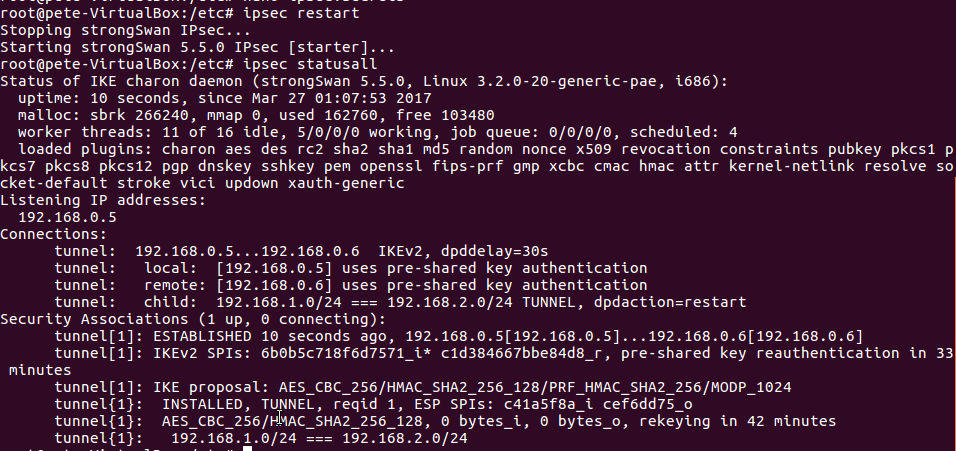 root@pete-VirtualBox:/etc# ipsec restart
Stopping strongSwan IPsec...
Starting strongSwan 5.5.0 IPsec [starter]...
root@pete-VirtualBox:/etc# ipsec statusall
Status of IKE charon daemon (strongSwan 5.5.0, Linux 3.2.0-20-generic-pae, i686):
  uptime: 10 seconds, since Mar 27 01:07:53 2017
  malloc: sbrk 266240, mmap 0, used 162760, free 103480
  worker threads: 11 of 16 idle, 5/0/0/0 working, job queue: 0/0/0/0, scheduled: 4
  loaded plugins: charon aes des rc2 sha2 sha1 md5 random nonce x509 revocation constraints pubkey pkcs1 p
kcs7 pkcs8 pkcs12 pgp dnskey sshkey pem openssl fips-prf gmp xcbc cmac hmac attr kernel-netlink resolve so
cket-default stroke vici updown xauth-generic
Listening IP addresses:
  192.168.0.5
Connections:
      tunnel:  192.168.0.5...192.168.0.6  IKEv2, dpddelay=30s
      tunnel:   local:  [192.168.0.5] uses pre-shared key authentication
      tunnel:   remote: [192.168.0.6] uses pre-shared key authentication
      tunnel:   child:  192.168.1.0/24 === 192.168.2.0/24 TUNNEL, dpdaction=restart
Security Associations (1 up, 0 connecting):
      tunnel[1]: ESTABLISHED 10 seconds ago, 192.168.0.5[192.168.0.5]...192.168.0.6[192.168.0.6]
      tunnel[1]: IKEv2 SPIs: 6b0b5c718f6d7571_i* c1d384667bbe84d8_r, pre-shared key reauthentication in 33
 minutes
      tunnel[1]: IKE proposal: AES_CBC_256/HMAC_SHA2_256_128/PRF_HMAC_SHA2_256/MODP_1024
      tunnel{1}:  INSTALLED, TUNNEL, reqid 1, ESP SPIs: c41a5f8a_i cef6dd75_o
      tunnel{1}:  AES_CBC_256/HMAC_SHA2_256_128, 0 bytes_i, 0 bytes_o, rekeying in 42 minutes
      tunnel{1}:   192.168.1.0/24 === 192.168.2.0/24